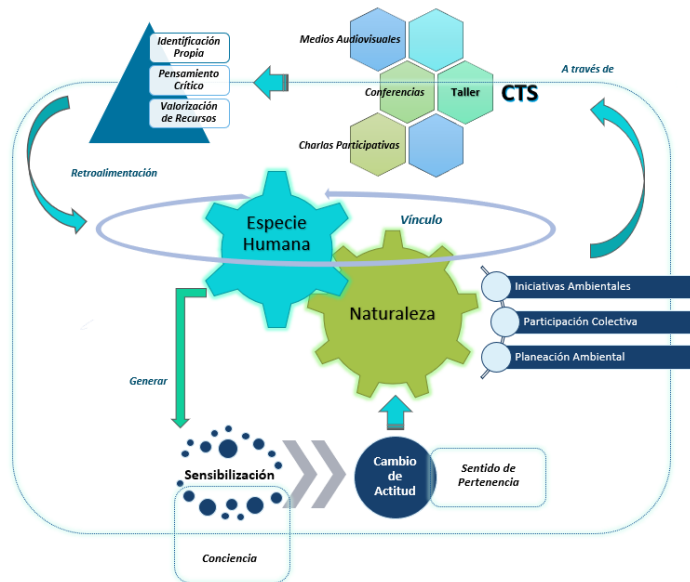 Identificación
Propia
Pensamiento
Crítico
Valorización
de Recursos
Medios Audiovisuales
Conferencias
Taller
CTS
Charlas Participativas
A través de
Retroalimentación
Especie
Humana
Vínculo
Naturaleza
Iniciativas Ambientales
Participación Colectiva
Planeación Ambiental
Generar
Sensibilización
Conciencia
Cambio
de
Actitud
Sentido de
Pertenencia